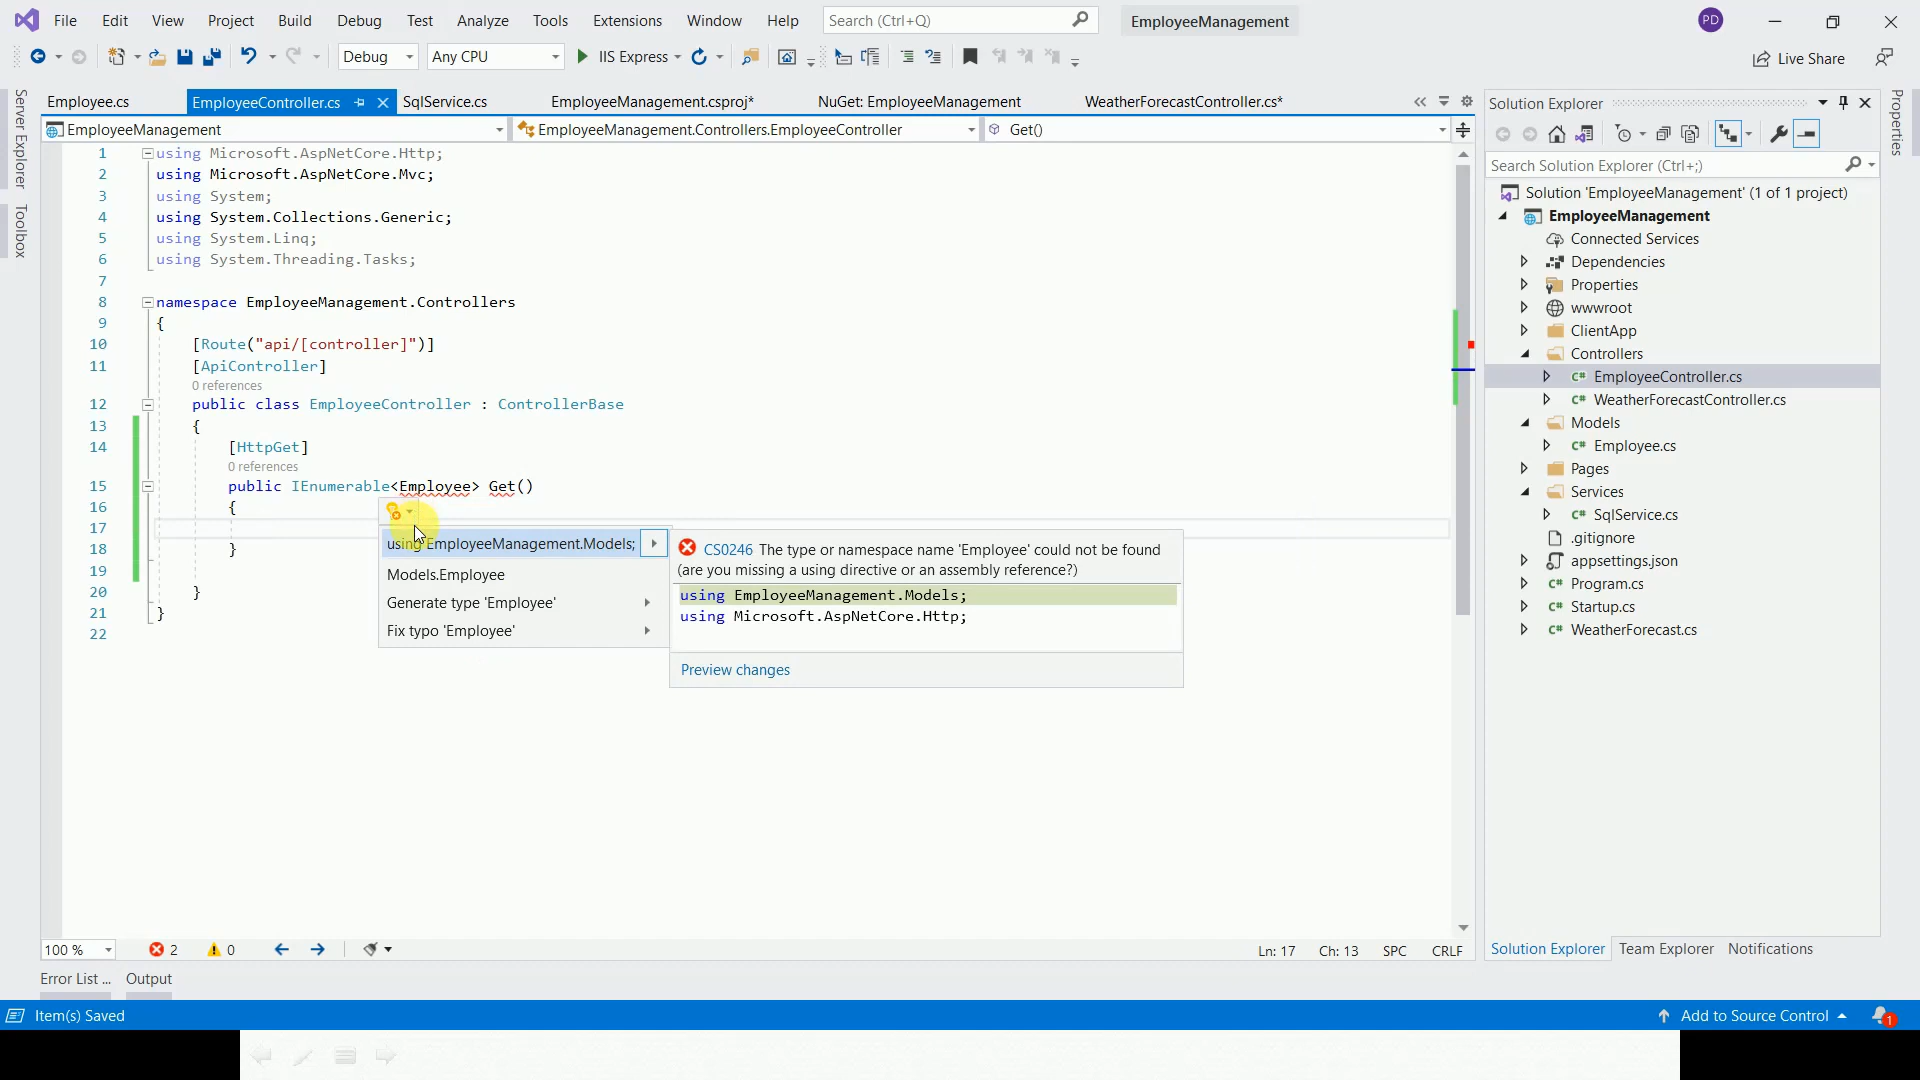 File Edit View Project Build Debug Test Analyze Tools Extensions Window Help Search (Ctrl+Q) EmployeeManagement PD
Debug Any CPU IIS Express Live Share
Server Explorer
Toolbox
Employee.cs EmployeeController.cs SqlService.cs EmployeeManagement.csproj* NuGet: EmployeeManagement WeatherForecastController.cs*
EmployeeManagement EmployeeManagement.Controllers.EmployeeController Get()
1 using Microsoft.AspNetCore.Http;
2 using Microsoft.AspNetCore.Mvc;
3 using System;
4 using System.Collections.Generic;
5 using System.Linq;
6 using System.Threading.Tasks;
7
8 namespace EmployeeManagement.Controllers
9 {
10 [Route("api/[controller]")]
11 [ApiController]
0 references
12 public class EmployeeController : ControllerBase
13 {
14 [HttpGet]
0 references
15 public IEnumerable<Employee> Get()
16 {
17
18 }
19
20 }
21 }
22
using EmployeeManagement.Models;
Models.Employee
Generate type 'Employee'
Fix typo 'Employee'
CS0246 The type or namespace name 'Employee' could not be found
(are you missing a using directive or an assembly reference?)
using EmployeeManagement.Models;
using Microsoft.AspNetCore.Http;
Preview changes
100 % 2 0 Ln: 17 Ch: 13 SPC CRLF
Error List ... Output
Solution Explorer
Search Solution Explorer (Ctrl+;)
Solution 'EmployeeManagement' (1 of 1 project)
EmployeeManagement
Connected Services
Dependencies
Properties
wwwroot
ClientApp
Controllers
C# EmployeeController.cs
C# WeatherForecastController.cs
Models
C# Employee.cs
Pages
Services
C# SqlService.cs
.gitignore
appsettings.json
C# Program.cs
C# Startup.cs
C# WeatherForecast.cs
Solution Explorer Team Explorer Notifications
Properties
Item(s) Saved Add to Source Control 1